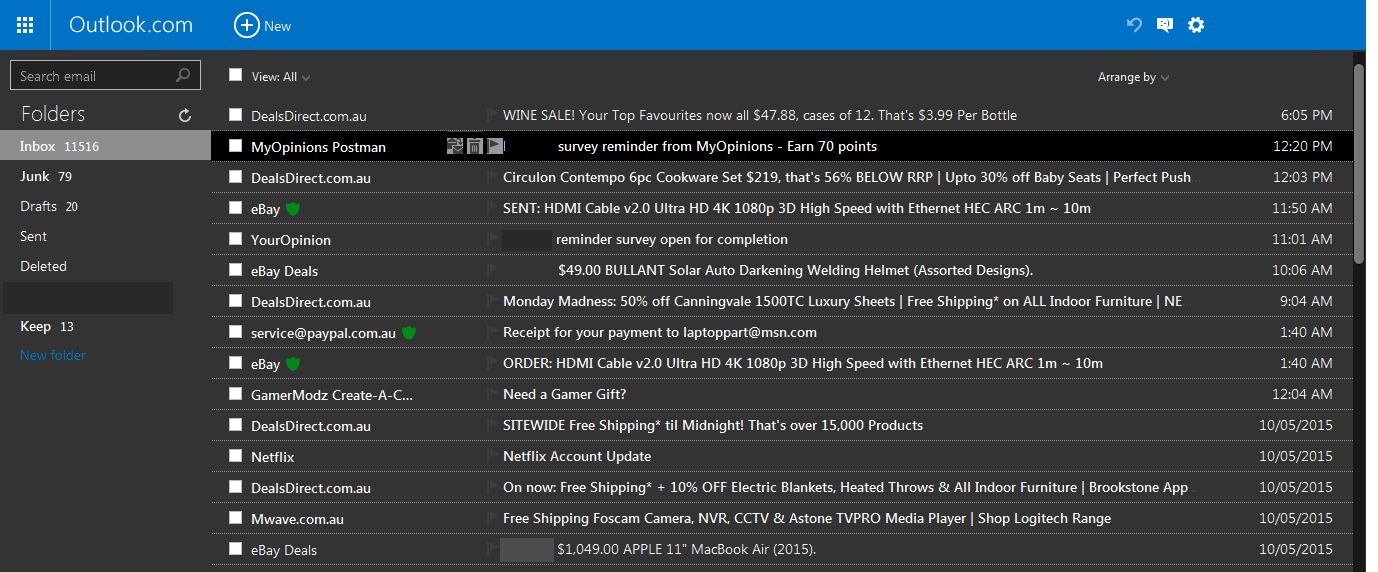 Outlook.com New
Search email
View: All Arrange by
Folders
Inbox 11516
Junk 79
Drafts 20
Sent
Deleted
Keep 13
New folder
DealsDirect.com.au WINE SALE! Your Top Favourites now all $47.88, cases of 12. That's $3.99 Per Bottle 6:05 PM
MyOpinions Postman survey reminder from MyOpinions - Earn 70 points 12:20 PM
DealsDirect.com.au Circulon Contempo 6pc Cookware Set $219, that's 56% BELOW RRP | Upto 30% off Baby Seats | Perfect Push 12:03 PM
eBay SENT: HDMI Cable v2.0 Ultra HD 4K 1080p 3D High Speed with Ethernet HEC ARC 1m ~ 10m 11:50 AM
YourOpinion reminder survey open for completion 11:01 AM
eBay Deals $49.00 BULLANT Solar Auto Darkening Welding Helmet (Assorted Designs). 10:06 AM
DealsDirect.com.au Monday Madness: 50% off Canningvale 1500TC Luxury Sheets | Free Shipping* on ALL Indoor Furniture | NE 9:04 AM
service@paypal.com.au Receipt for your payment to laptoppart@msn.com 1:40 AM
eBay ORDER: HDMI Cable v2.0 Ultra HD 4K 1080p 3D High Speed with Ethernet HEC ARC 1m ~ 10m 1:40 AM
GamerModz Create-A-C... Need a Gamer Gift? 12:04 AM
DealsDirect.com.au SITEWIDE Free Shipping* til Midnight! That's over 15,000 Products 10/05/2015
Netflix Netflix Account Update 10/05/2015
DealsDirect.com.au On now: Free Shipping* + 10% OFF Electric Blankets, Heated Throws & All Indoor Furniture | Brookstone App 10/05/2015
Mwave.com.au Free Shipping Foscam Camera, NVR, CCTV & Astone TVPRO Media Player | Shop Logitech Range 10/05/2015
eBay Deals $1,049.00 APPLE 11" MacBook Air (2015). 10/05/2015